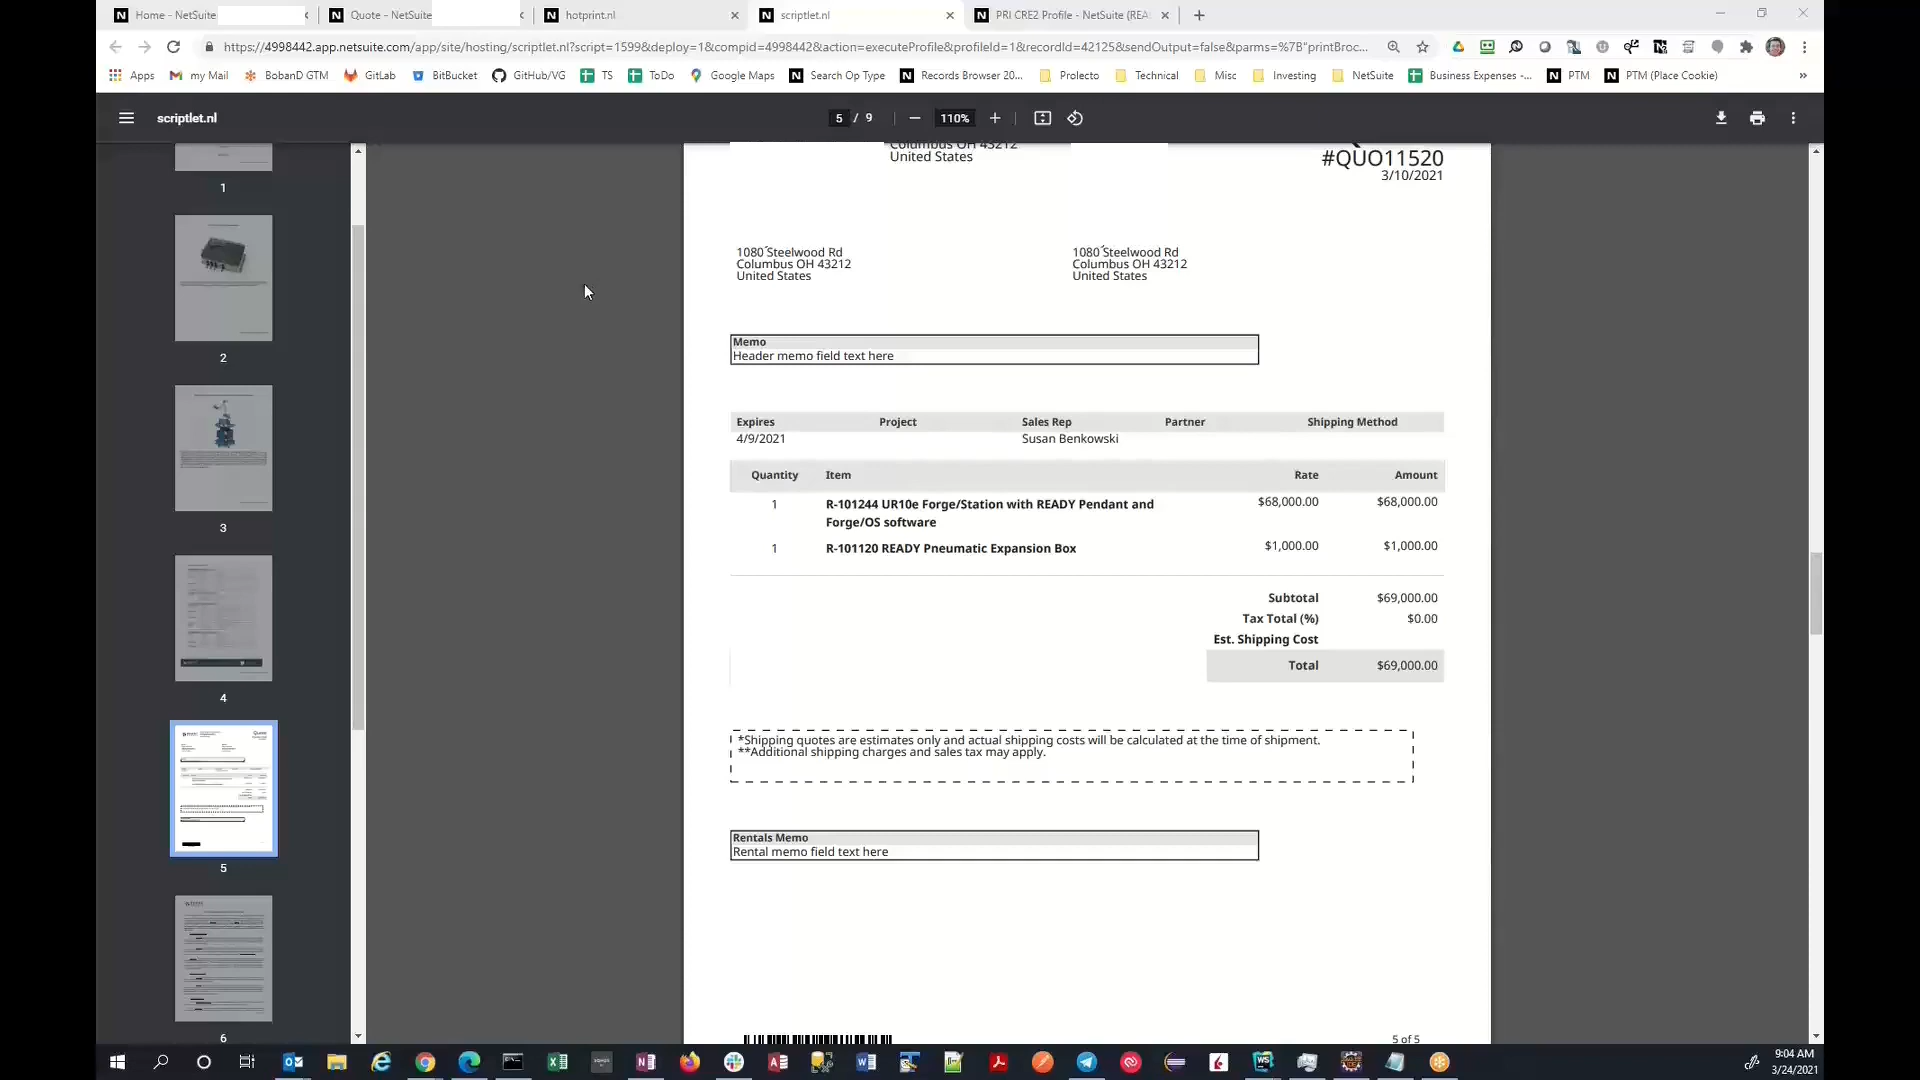 Home - NetSuite
Quote - NetSuite
hotprint.nl
scriptlet.nl
PRI CRE2 Profile - NetSuite (REA
https://4998442.app.netsuite.com/app/site/hosting/scriptlet.nl?script=1599&deploy=1&compid=4998442&action=executeProfile&profileId=1&recordId=42125&sendOutput=false&parms=%7B"printBroc...
Apps
my Mail
BobanD GTM
GitLab
BitBucket
GitHub/VG
TS
ToDo
Google Maps
Search Op Type
Records Browser 20...
Prolecto
Technical
Misc
Investing
NetSuite
Business Expenses -...
PTM
PTM (Place Cookie)
»
scriptlet.nl
5 / 9
110%
1
2
3
4
5
6
Columbus OH 43212
United States
#QUO11520
3/10/2021
1080 Steelwood Rd
Columbus OH 43212
United States
1080 Steelwood Rd
Columbus OH 43212
United States
Memo
Header memo field text here
Expires Project Sales Rep Partner Shipping Method
4/9/2021 Susan Benkowski
Quantity Item Rate Amount
1 R-101244 UR10e Forge/Station with READY Pendant and $68,000.00 $68,000.00
Forge/OS software
1 R-101120 READY Pneumatic Expansion Box $1,000.00 $1,000.00
Subtotal $69,000.00
Tax Total (%) $0.00
Est. Shipping Cost
Total $69,000.00
*Shipping quotes are estimates only and actual shipping costs will be calculated at the time of shipment.
**Additional shipping charges and sales tax may apply.
Rentals Memo
Rental memo field text here
5 of 5
9:04 AM
3/24/2021